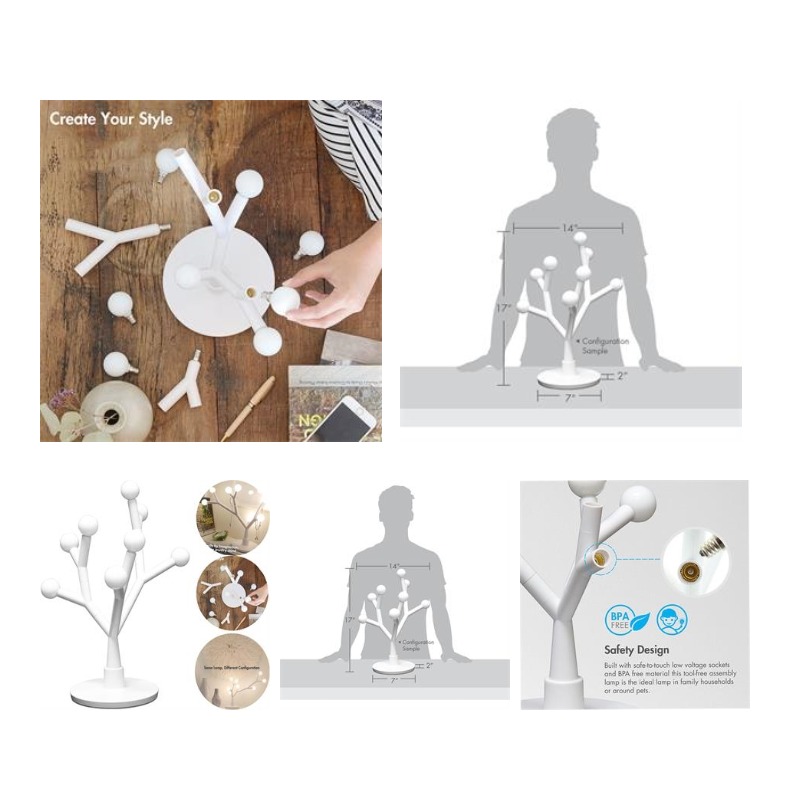 Create Your Style
14"
17"
Configuration
Sample
2"
7"
14"
17"
Configuration
Sample
2"
7"
Same Lamp, Different Configuration
BPA
FREE
Safety Design
Built with safe-to-touch low voltage sockets
and BPA free material this tool-free assembly
lamp is the ideal lamp in family households
or around pets.